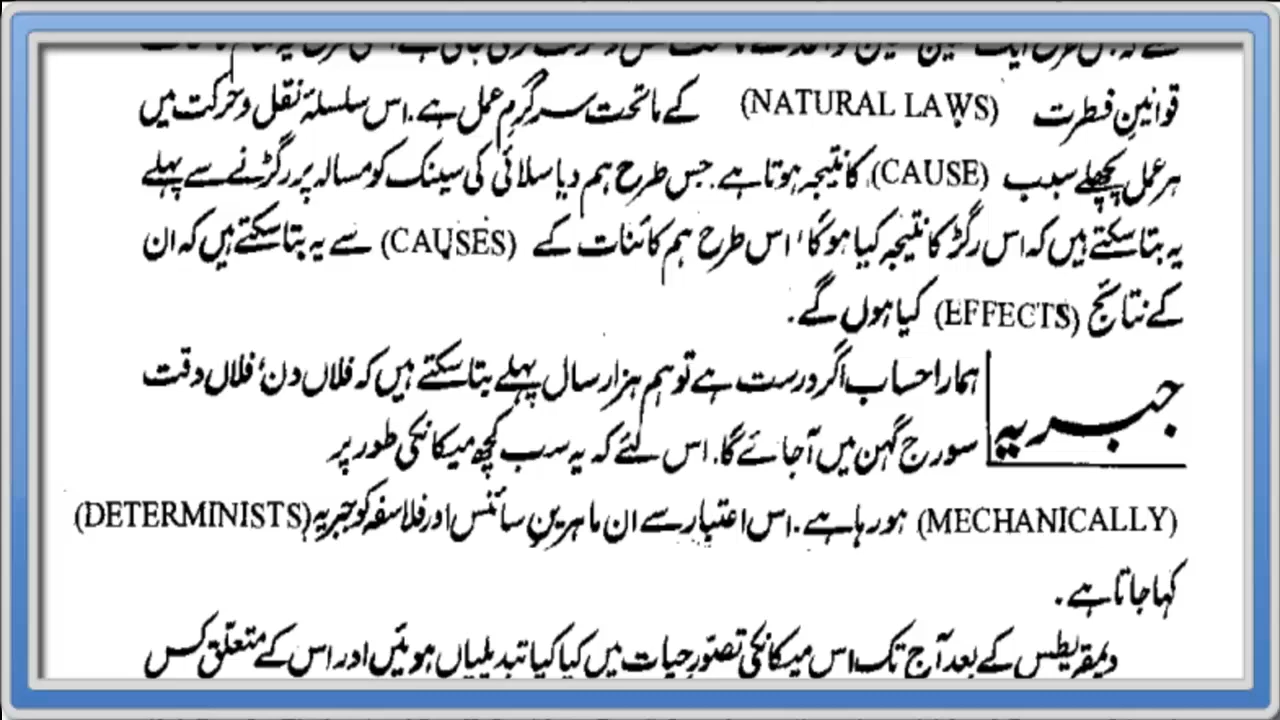 قوانینِ فطرت (NATURAL LAWS) کے ماتحت سرگرمِ عمل ہے. اس سلسلۂ نقل و حرکت میں
ہر عمل پچھلے سبب (CAUSE) کا نتیجہ ہوتا ہے. جس طرح ہم دیا سلائی کی سینک کو مسالہ پر رگڑنے سے پہلے
یہ بتا سکتے ہیں کہ اس رگڑ کا نتیجہ کیا ہوگا' اس طرح ہم کائنات کے (CAUSES) سے یہ بتا سکتے ہیں کہ ان
کے نتائج (EFFECTS) کیا ہوں گے.
جبریہ
ہمارا حساب اگر درست ہے تو ہم ہزار سال پہلے بتا سکتے ہیں کہ فلاں دن' فلاں وقت
سورج گہن میں آجائے گا. اس لئے کہ یہ سب کچھ میکانکی طور پر
(MECHANICALLY) ہو رہا ہے. اس اعتبار سے ان ماہرینِ سائنس اور فلاسفہ کو جبریہ (DETERMINISTS)
کہا جاتا ہے.
دیمقریطس کے بعد آج تک اس میکانکی تصوّرِ حیات میں کیا کیا تبدیلیاں ہوئیں اور اس کے متعلّق کس